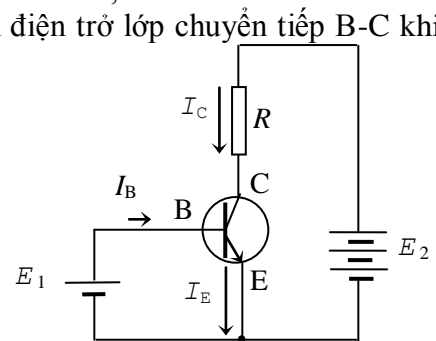 điện trở lớp chuyển tiếp B-C khi
I_C
R
C
I_B
B
E_2
E_1
E
I_E